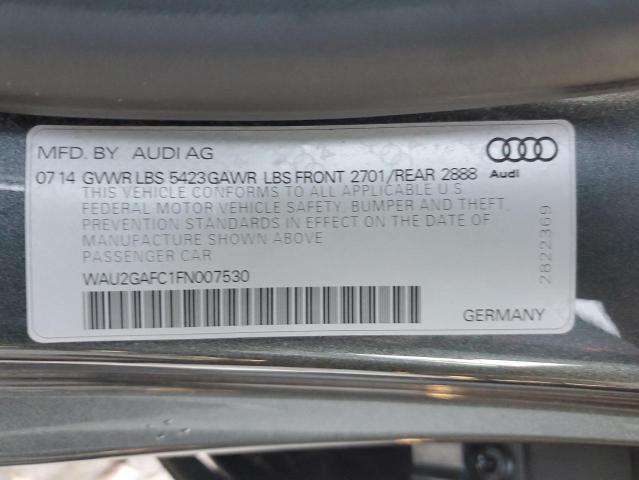 MFD. BY AUDI AG
07 14 GVWR LBS 5423GAWR LBS FRONT 2701/REAR 2888
Audi
THIS VEHICLE CONFORMS TO ALL APPLICABLE U S
FEDERAL MOTOR VEHICLE SAFETY, BUMPER AND THEFT
PREVENTION STANDARDS IN EFFECT ON THE DATE OF
MANUFACTURE SHOWN ABOVE
PASSENGER CAR
WAU2GAFC1FN007530
GERMANY
2822369